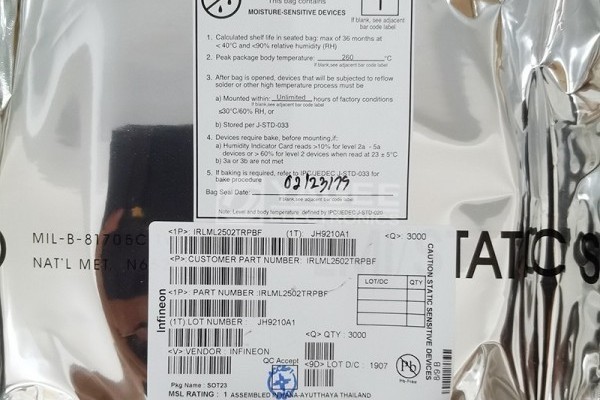 This bag contains
MOISTURE-SENSITIVE DEVICES
If blank, see adjacent
bar code label
1. Calculated shelf life in sealed bag: max of 36 months at
< 40°C and <90% relative humidity (RH)
2. Peak package body temperature: 260 °C
If blank,see adjacent bar code label
3. After bag is opened, devices that will be subjected to reflow
solder or other high temperature process must be
a) Mounted within: Unlimited hours of factory conditions
If blank,see adjacent bar code label
≤30°C/60% RH, or
b) Stored per J-STD-033
4. Devices require bake, before mounting,if:
a) Humidity Indicator Card reads >10% for level 2a - 5a
devices or > 60% for level 2 devices when read at 23 ± 5°C
b) 3a or 3b are not met
5. If baking is required, refer to IPC/JEDEC J-STD-033 for
bake procedure
Bag Seal Date: 02/23/19
If blank, see adjacent bar code label
Note: Level and body temperature, defined by IPC/JEDEC J-STD-020
MIL-B-81705C
NAT'L MET. N6
STATIC S
<1P> IRLML2502TRPBF (1T) JH9210A1 <Q> 3000
<P> CUSTOMER PART NUMBER : IRLML2502TRPBF
<1P> PART NUMBER :IRLML2502TRPBF
(1T) LOT NUMBER : JH9210A1
<Q> QTY : 3000
<V> VENDOR : INFINEON
QC Accept
<9D> LOT D/C : 1907
Pkg Name : SOT23
MSL RATING : 1 ASSEMBLED IN HANA-AYUTTHAYA-THAILAND
Infineon
LOT/DC QTY
Pb
Pb Free
CAUTION STATIC SENSITIVE DEVICES